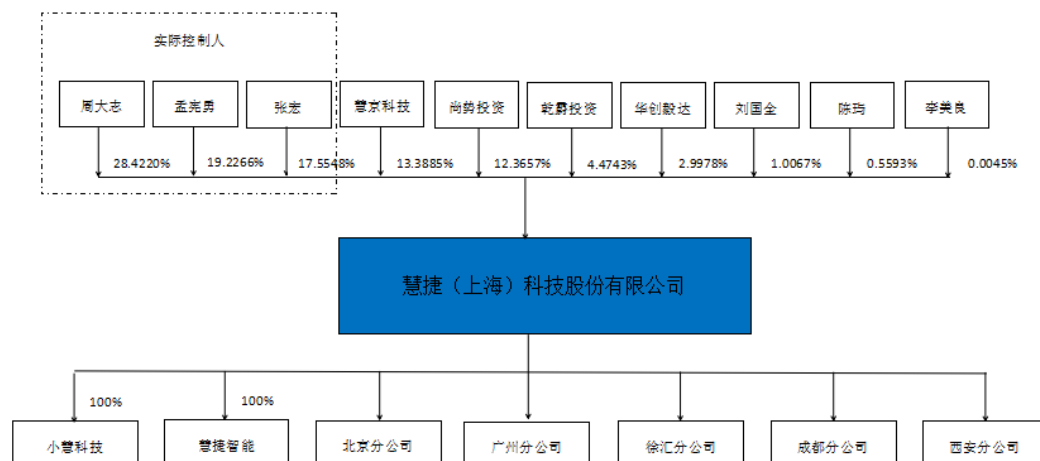 实际控制人
周大志 孟宪勇 张宏 慧京科技 尚势投资 乾爵投资 华创毅达 刘国全 陈玙 李美良
28.4220% 19.2266% 17.5548% 13.3885% 12.3657% 4.4743% 2.9978% 1.0067% 0.5593% 0.0045%
慧捷（上海）科技股份有限公司
100% 100%
小慧科技 慧捷智能 北京分公司 广州分公司 徐汇分公司 成都分公司 西安分公司